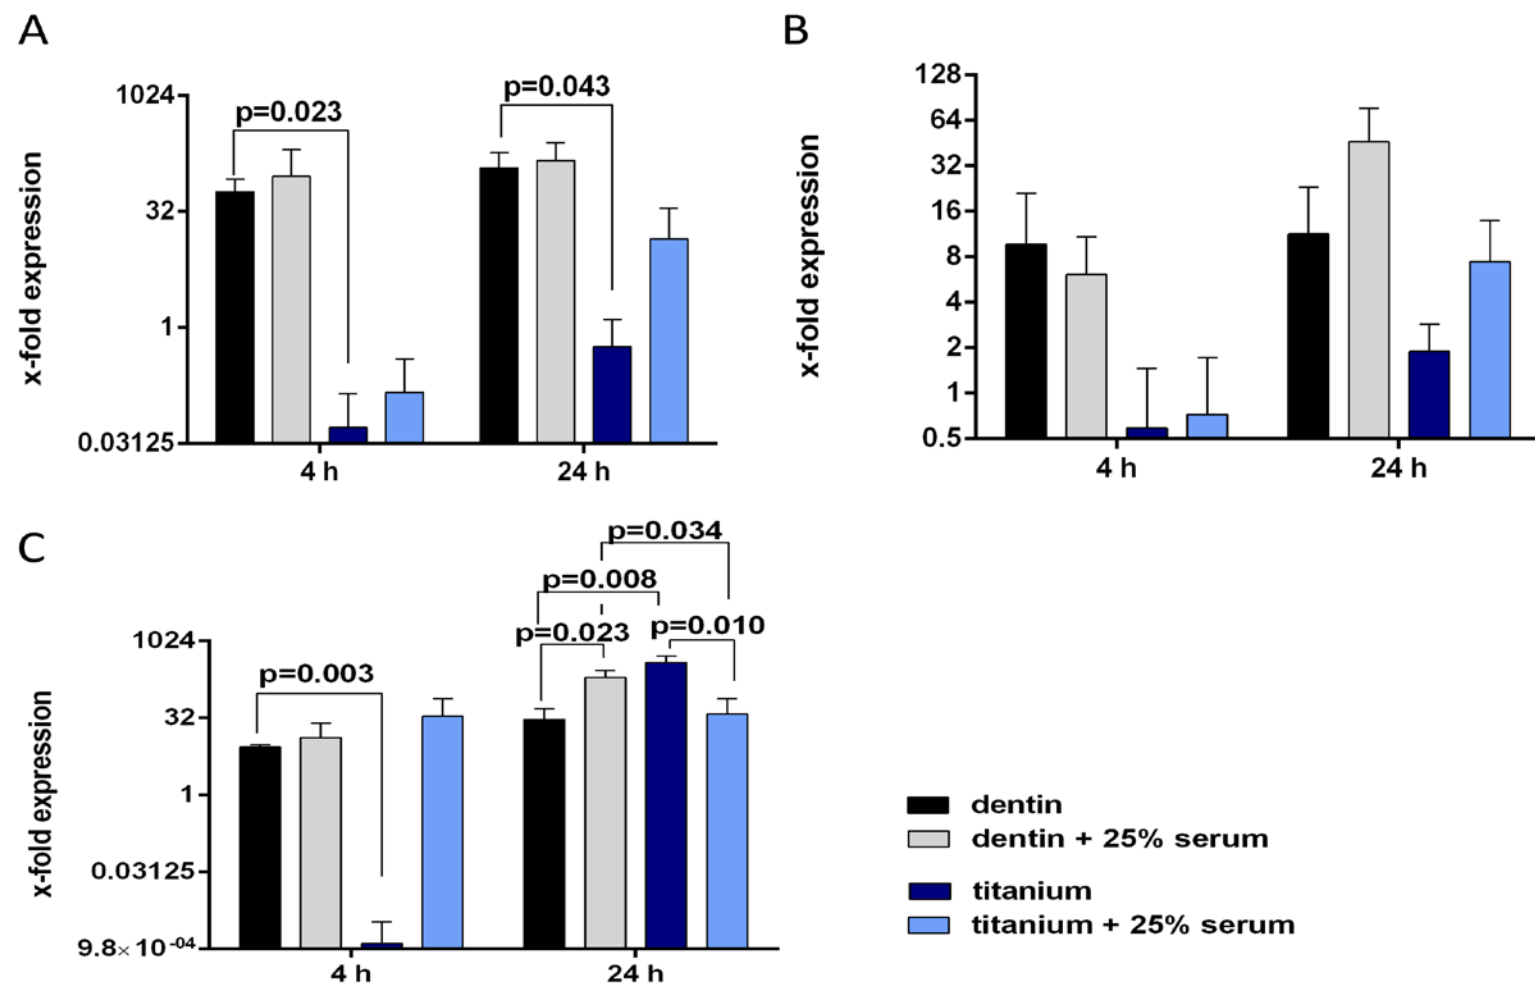 A
x-fold expression
1024
32
1
0.03125
p=0.023
p=0.043
4 h
24 h
B
x-fold expression
128
64
32
16
8
4
2
1
0.5
4 h
24 h
C
x-fold expression
1024
32
1
0.03125
9.8× 10⁻⁰⁴
p=0.003
p=0.034
p=0.008
p=0.023
p=0.010
4 h
24 h
dentin
dentin + 25% serum
titanium
titanium + 25% serum